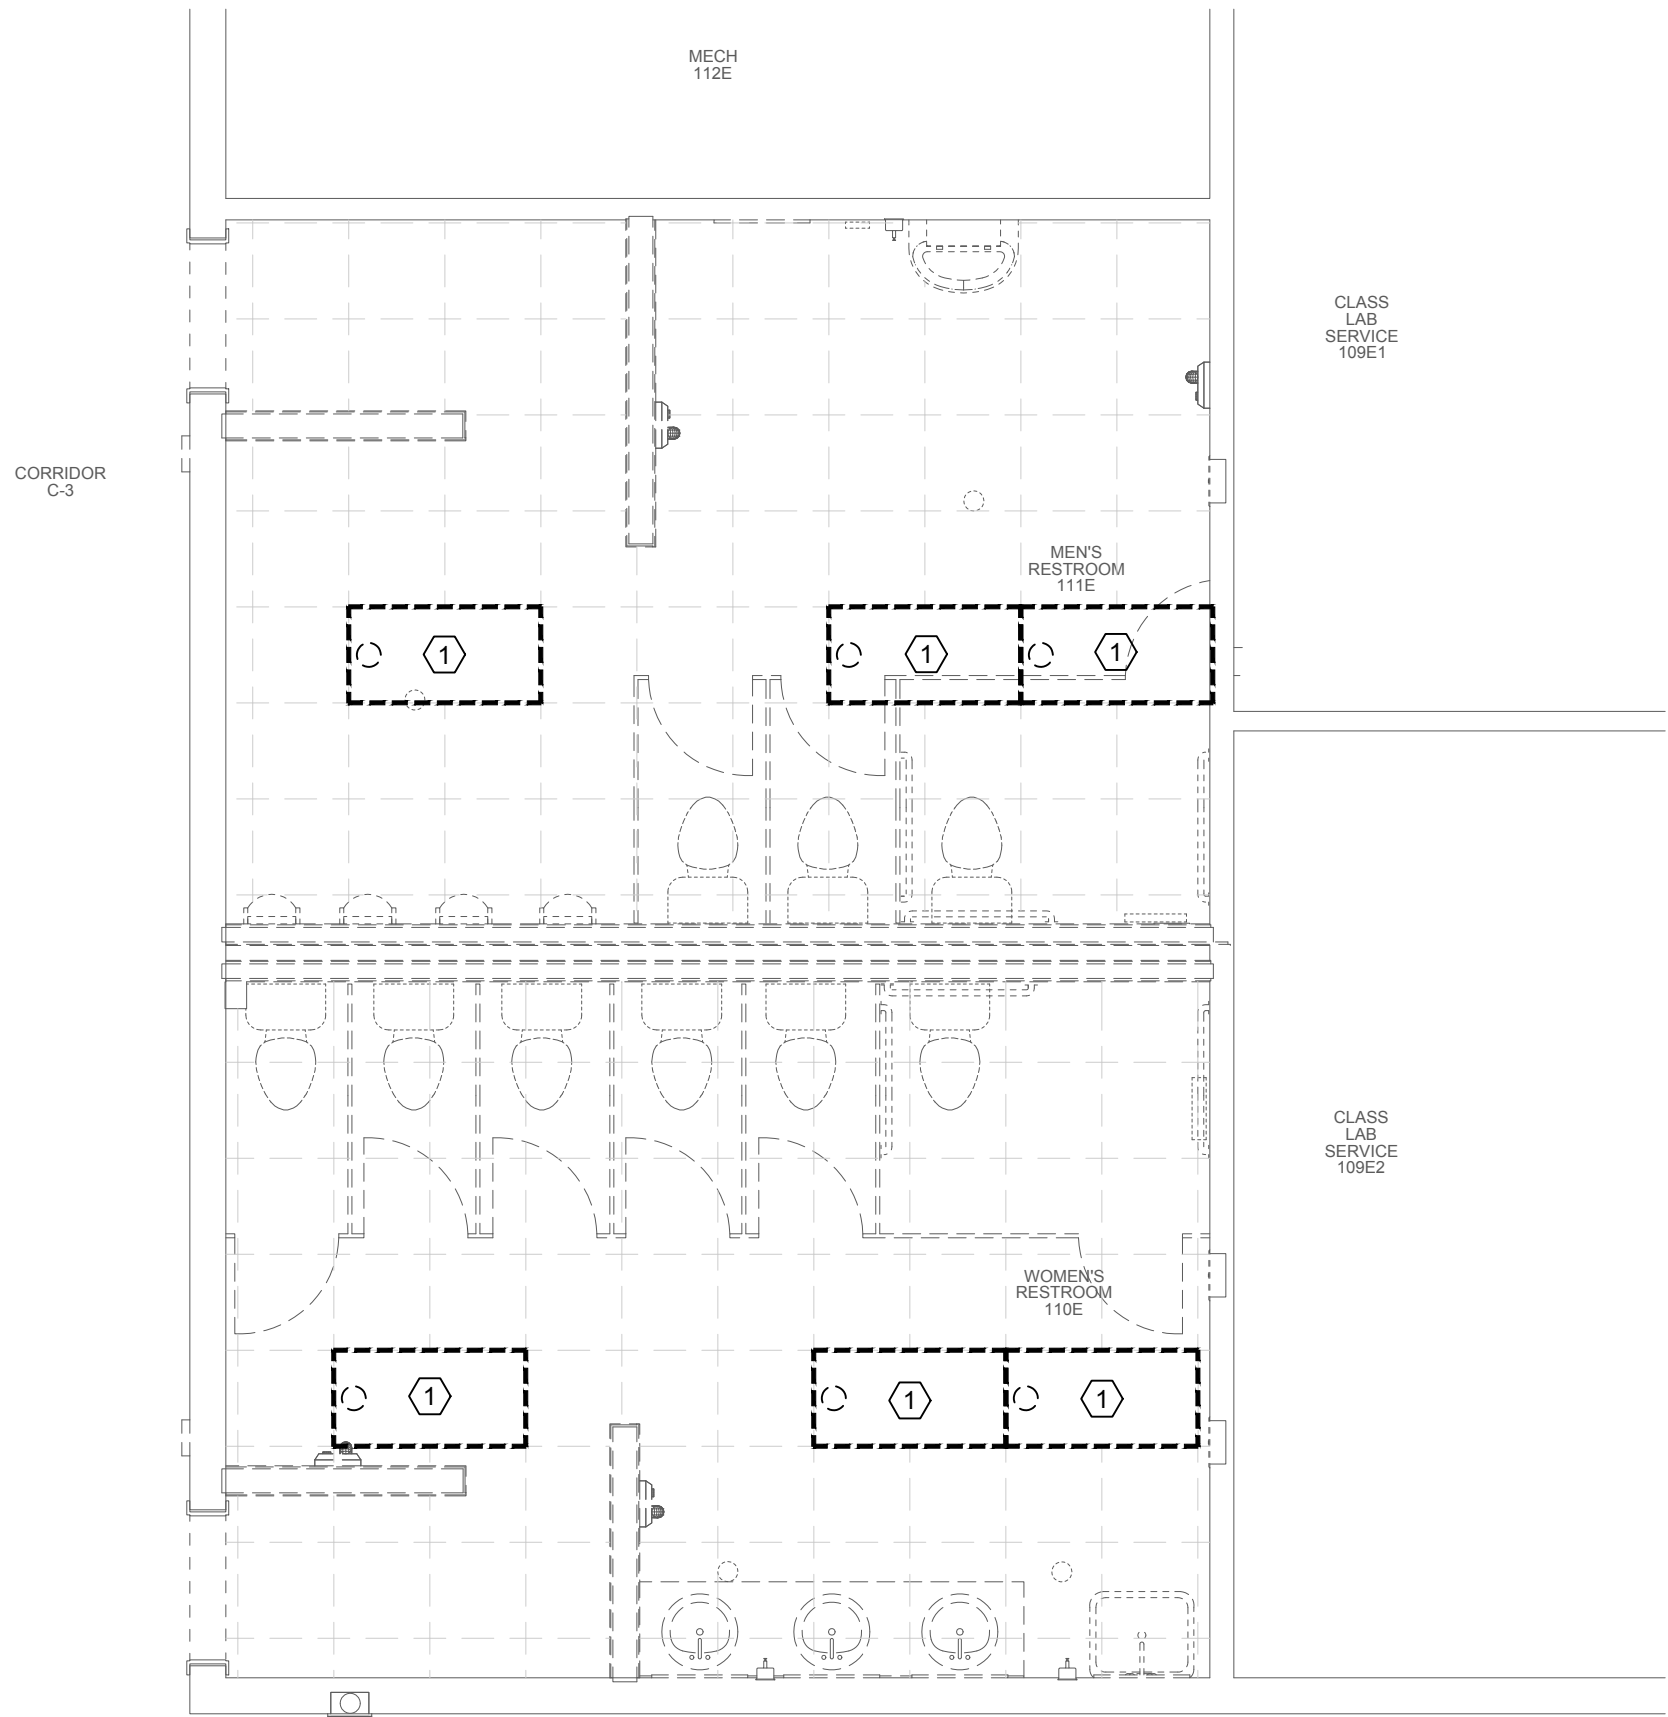 MECH
112E
CLASS
LAB
SERVICE
109E1
CORRIDOR
C-3
MEN'S
RESTROOM
111E
1
1
1
CLASS
LAB
SERVICE
109E2
WOMEN'S
RESTROOM
110E
1
1
1